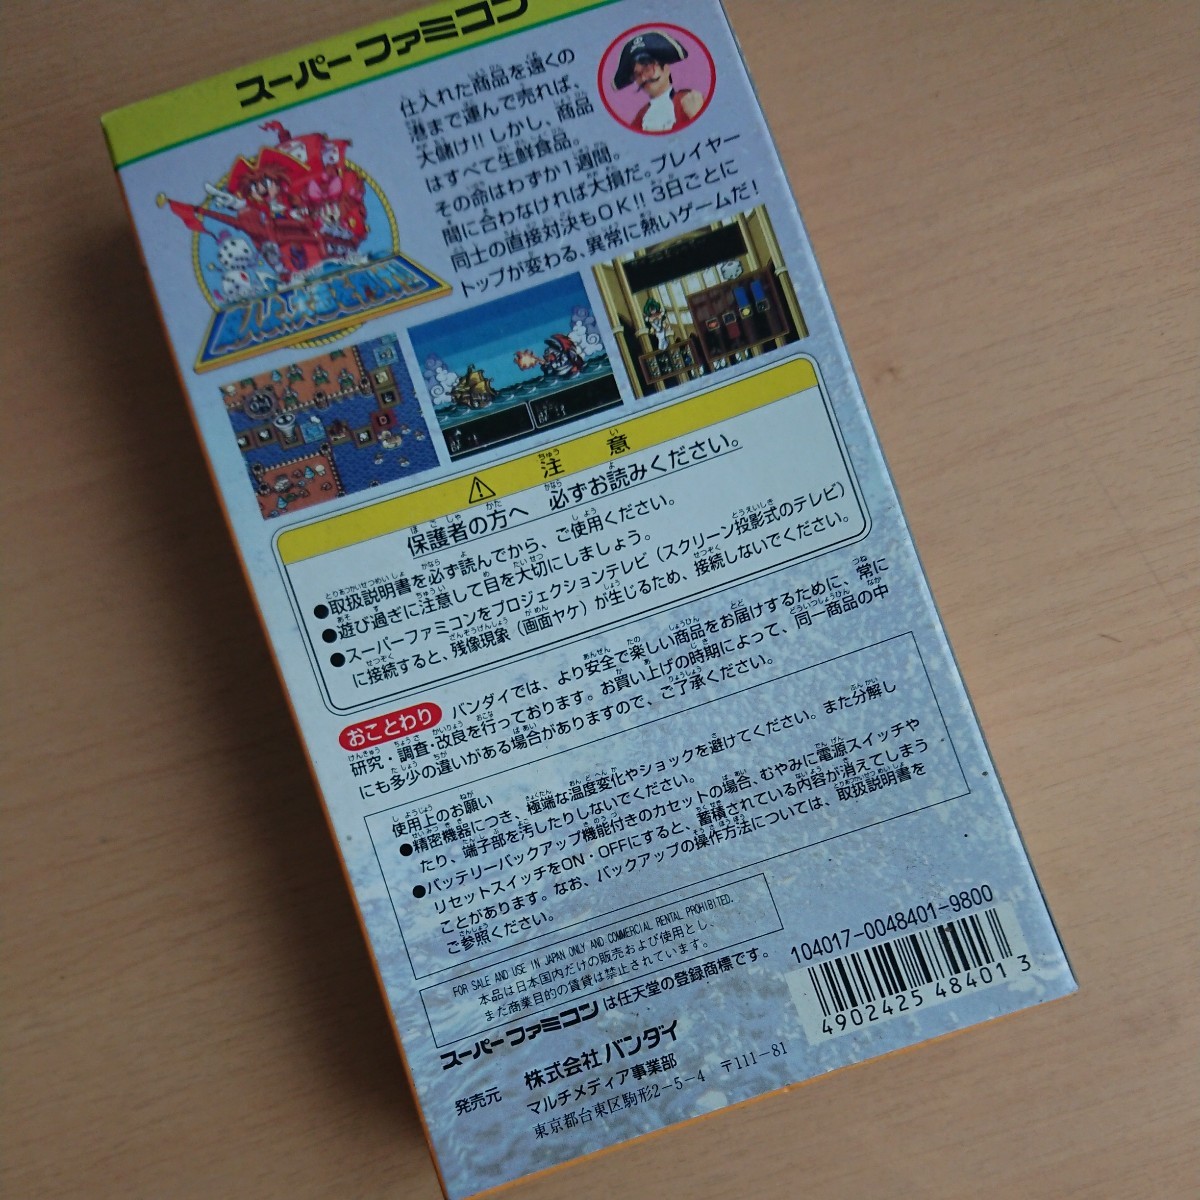 スーパーファミコン
仕入れた商品を遠くの
港まで運んで売れば、
大儲け!! しかし、商品
はすべて生鮮食品。
その命はわずか1週間。
間に合わなければ大損だ。プレイヤー
同士の直接対決もOK!! 3日ごとに
トップが変わる、異常に熱いゲームだ!
注意
保護者の方へ 必ずお読みください。
●取扱説明書を必ず読んでから、ご使用ください。
●遊び過ぎに注意して目を大切にしましょう。
●スーパーファミコンをプロジェクションテレビ（スクリーン投影式のテレビ）
に接続すると、残像現象（画面ヤケ）が生じるため、接続しないでください。
おことわり バンダイでは、より安全で楽しい商品をお届けするために、常に
研究・調査・改良を行っております。お買い上げの時期によって、同一商品の中
にも多少の違いがある場合がありますので、ご了承ください。
使用上のお願い
●精密機器につき、極端な温度変化やショックを避けてください。また分解し
たり、端子部を汚したりしないでください。
●バッテリーバックアップ機能付きのカセットの場合、むやみに電源スイッチや
リセットスイッチをON・OFFにすると、蓄積されている内容が消えてしまう
ことがあります。なお、バックアップの操作方法については、取扱説明書を
ご参照ください。
FOR SALE AND USE IN JAPAN ONLY AND COMMERCIAL RENTAL PROHIBITED.
本品は日本国内だけの販売および使用とし、
また商業目的の賃貸は禁止されています。
スーパーファミコンは任天堂の登録商標です。
104017-0048401-9800
4902425 484013
発売元 株式会社 バンダイ
マルチメディア事業部
東京都台東区駒形2-5-4 〒111-81